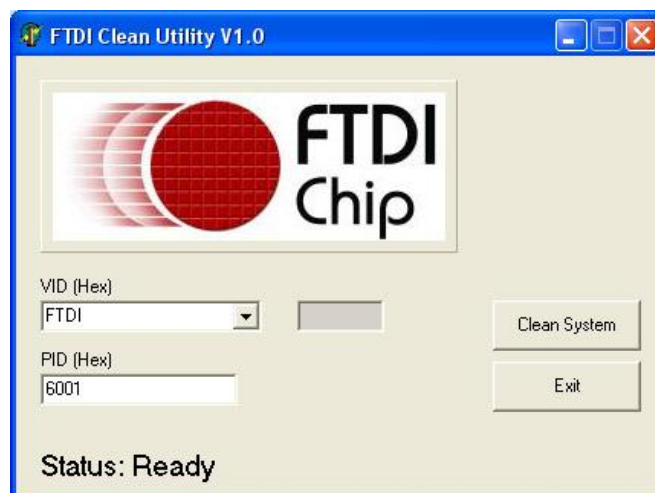 FTDI Clean Utility V1.0
FTDI
Chip
VID (Hex)
FTDI
Clean System
PID (Hex)
6001
Exit
Status: Ready